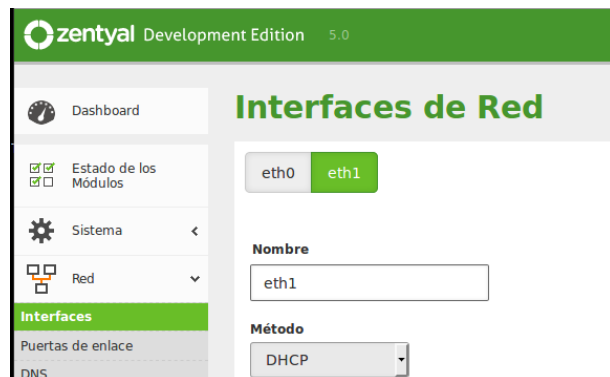 zentyal Development Edition 5.0
Dashboard
Estado de los
Módulos
Sistema
Red
Interfaces
Puertas de enlace
DNS
Interfaces de Red
eth0 eth1
Nombre
eth1
Método
DHCP